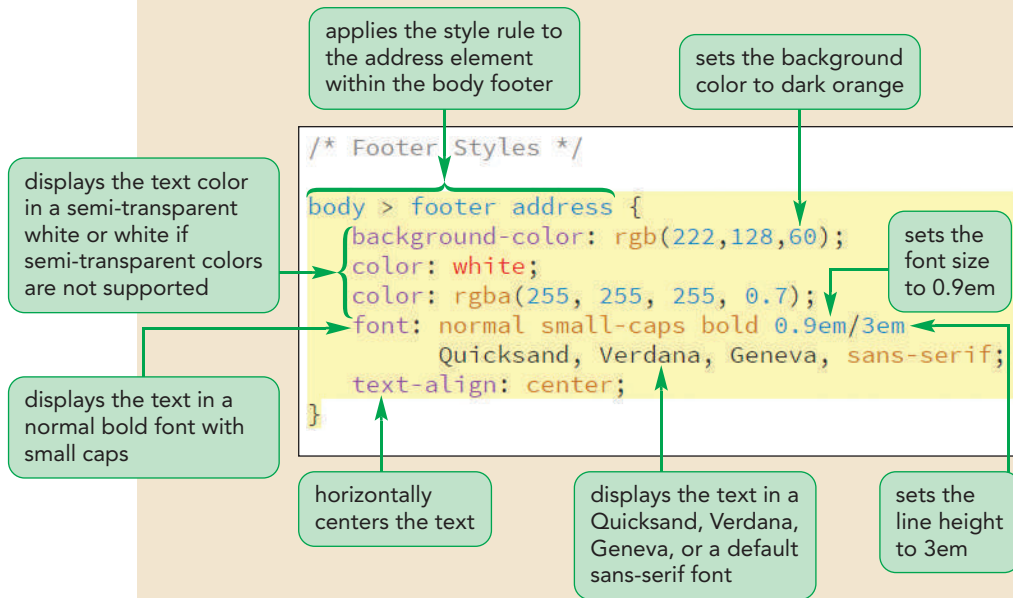 applies the style rule to
the address element
within the body footer
sets the background
color to dark orange
/* Footer Styles */
displays the text color
in a semi-transparent
white or white if
semi-transparent colors
are not supported
body > footer address {
background-color: rgb(222,128,60);
color: white;
color: rgba(255, 255, 255, 0.7);
font: normal small-caps bold 0.9em/3em
Quicksand, Verdana, Geneva, sans-serif;
text-align: center;
}
sets the
font size
to 0.9em
displays the text in a
normal bold font with
small caps
horizontally
centers the text
displays the text in a
Quicksand, Verdana,
Geneva, or a default
sans-serif font
sets the
line height
to 3em